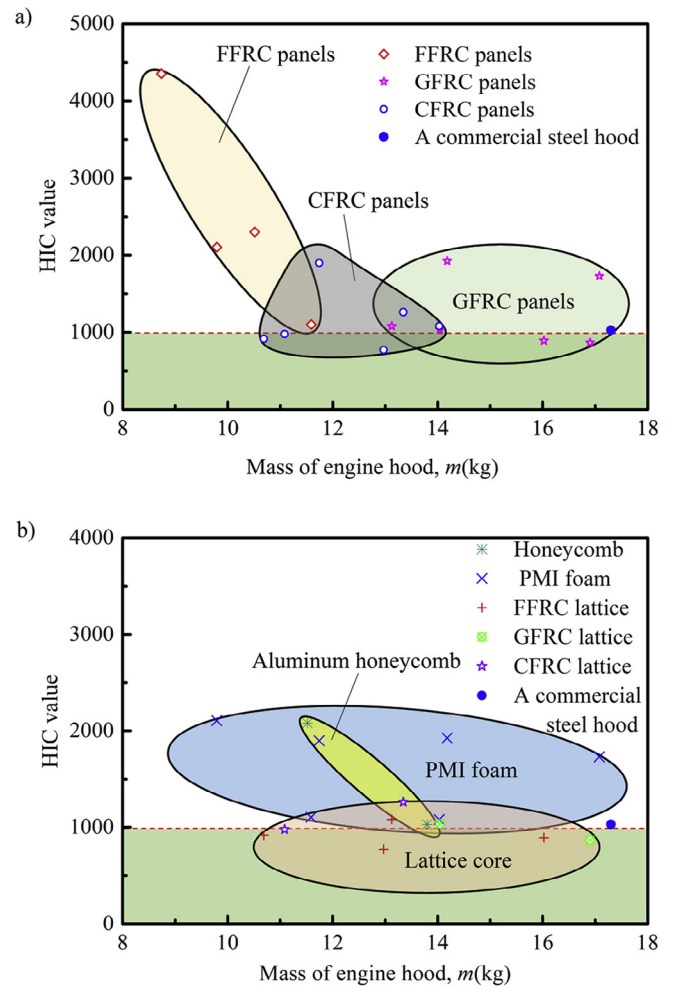 a)
5000
4000
3000
2000
1000
0
HIC value
FFRC panels
FFRC panels
GFRC panels
CFRC panels
A commercial steel hood
CFRC panels
GFRC panels
8 10 12 14 16 18
Mass of engine hood, m(kg)
b)
4000
3000
2000
1000
0
HIC value
Honeycomb
PMI foam
FFRC lattice
GFRC lattice
CFRC lattice
A commercial
steel hood
Aluminum honeycomb
PMI foam
Lattice core
8 10 12 14 16 18
Mass of engine hood, m(kg)